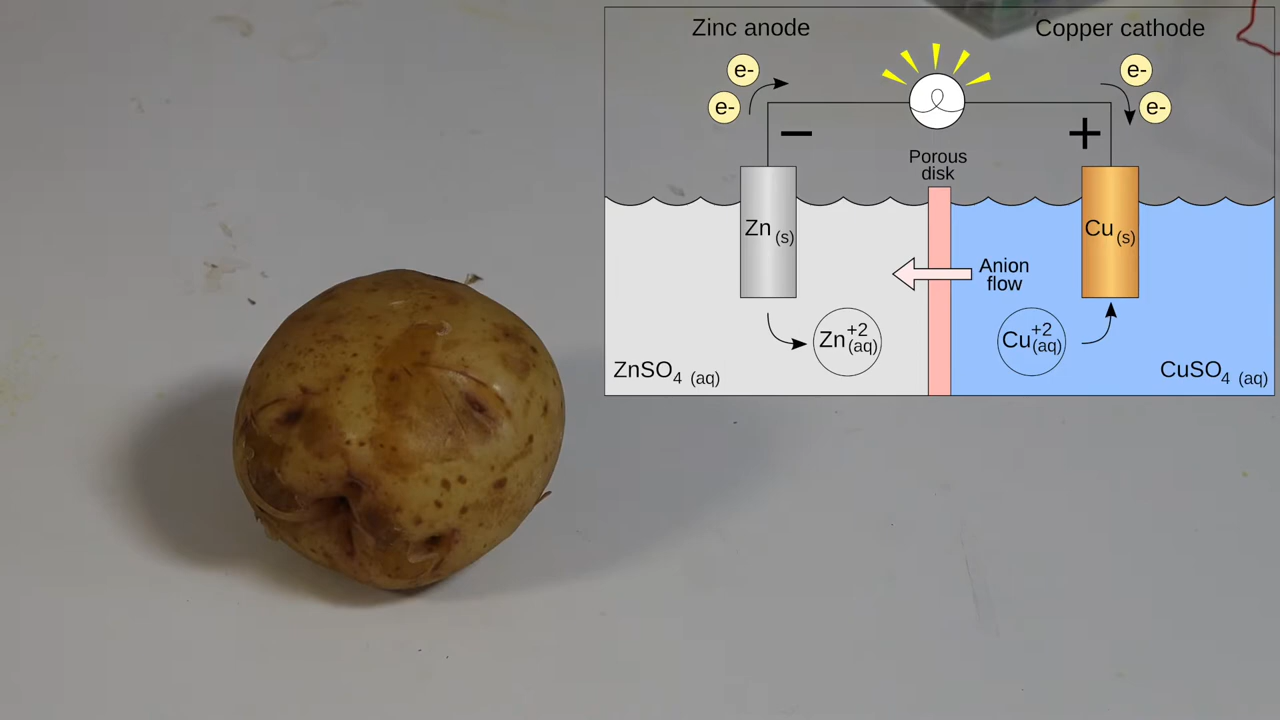 Zinc anode
Copper cathode
e-
e-
e-
e-
−
+
Porous
disk
Zn (s)
Cu (s)
Anion
flow
Zn+2 (aq)
Cu+2 (aq)
ZnSO4 (aq)
CuSO4 (aq)